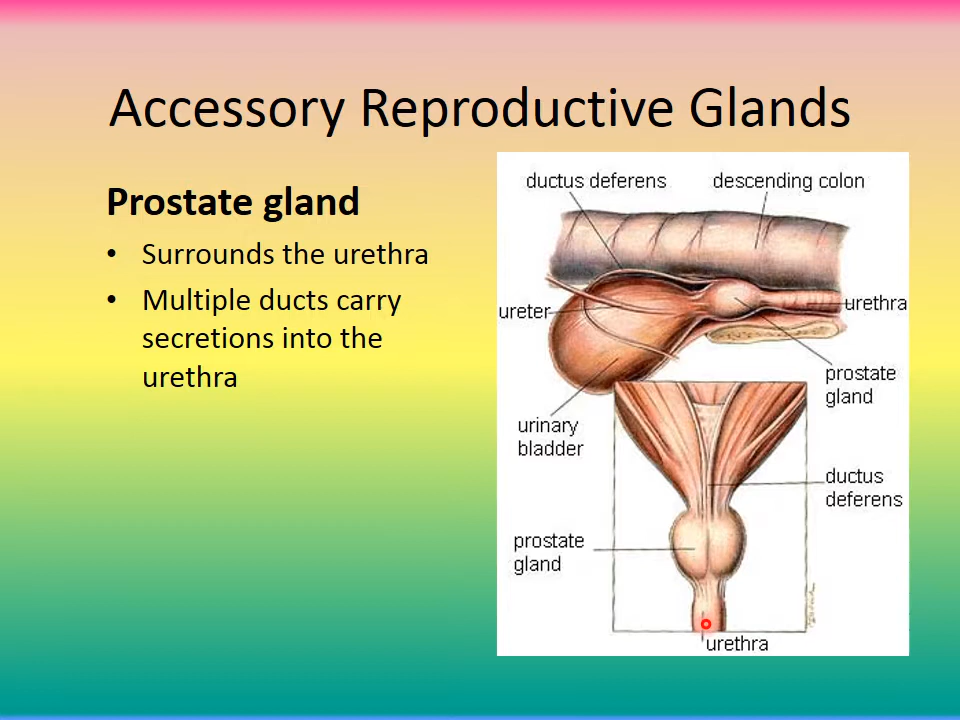 Accessory Reproductive Glands
Prostate gland
• Surrounds the urethra
• Multiple ducts carry
secretions into the
urethra
ductus deferens
descending colon
ureter
urethra
prostate
gland
urinary
bladder
ductus
deferens
prostate
gland
urethra